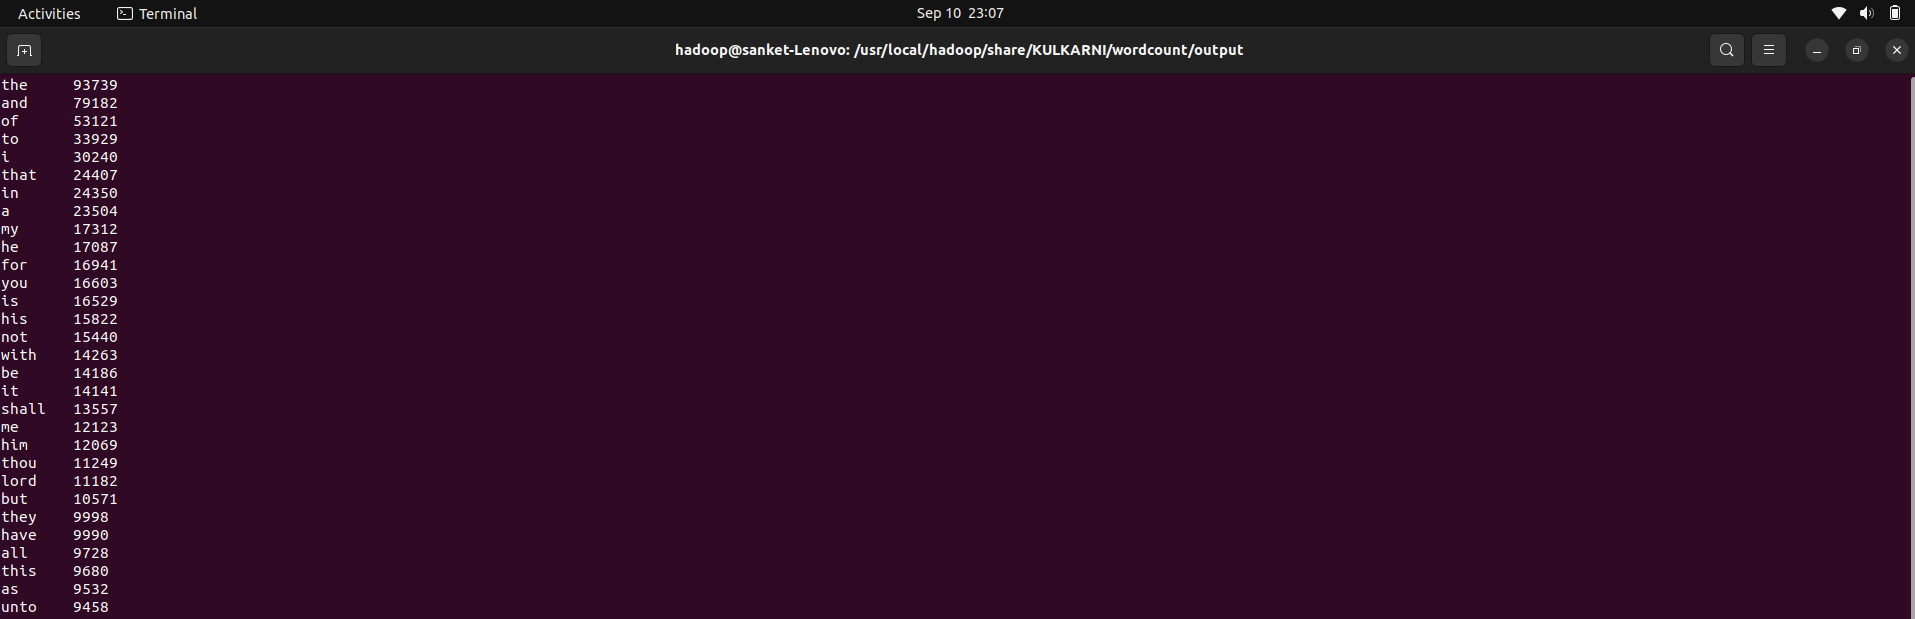 Activities Terminal Sep 10 23:07
hadoop@sanket-Lenovo: /usr/local/hadoop/share/KULKARNI/wordcount/output
the 93739
and 79182
of 53121
to 33929
i 30240
that 24407
in 24350
a 23504
my 17312
he 17087
for 16941
you 16603
is 16529
his 15822
not 15440
with 14263
be 14186
it 14141
shall 13557
me 12123
him 12069
thou 11249
lord 11182
but 10571
they 9998
have 9990
all 9728
this 9680
as 9532
unto 9458